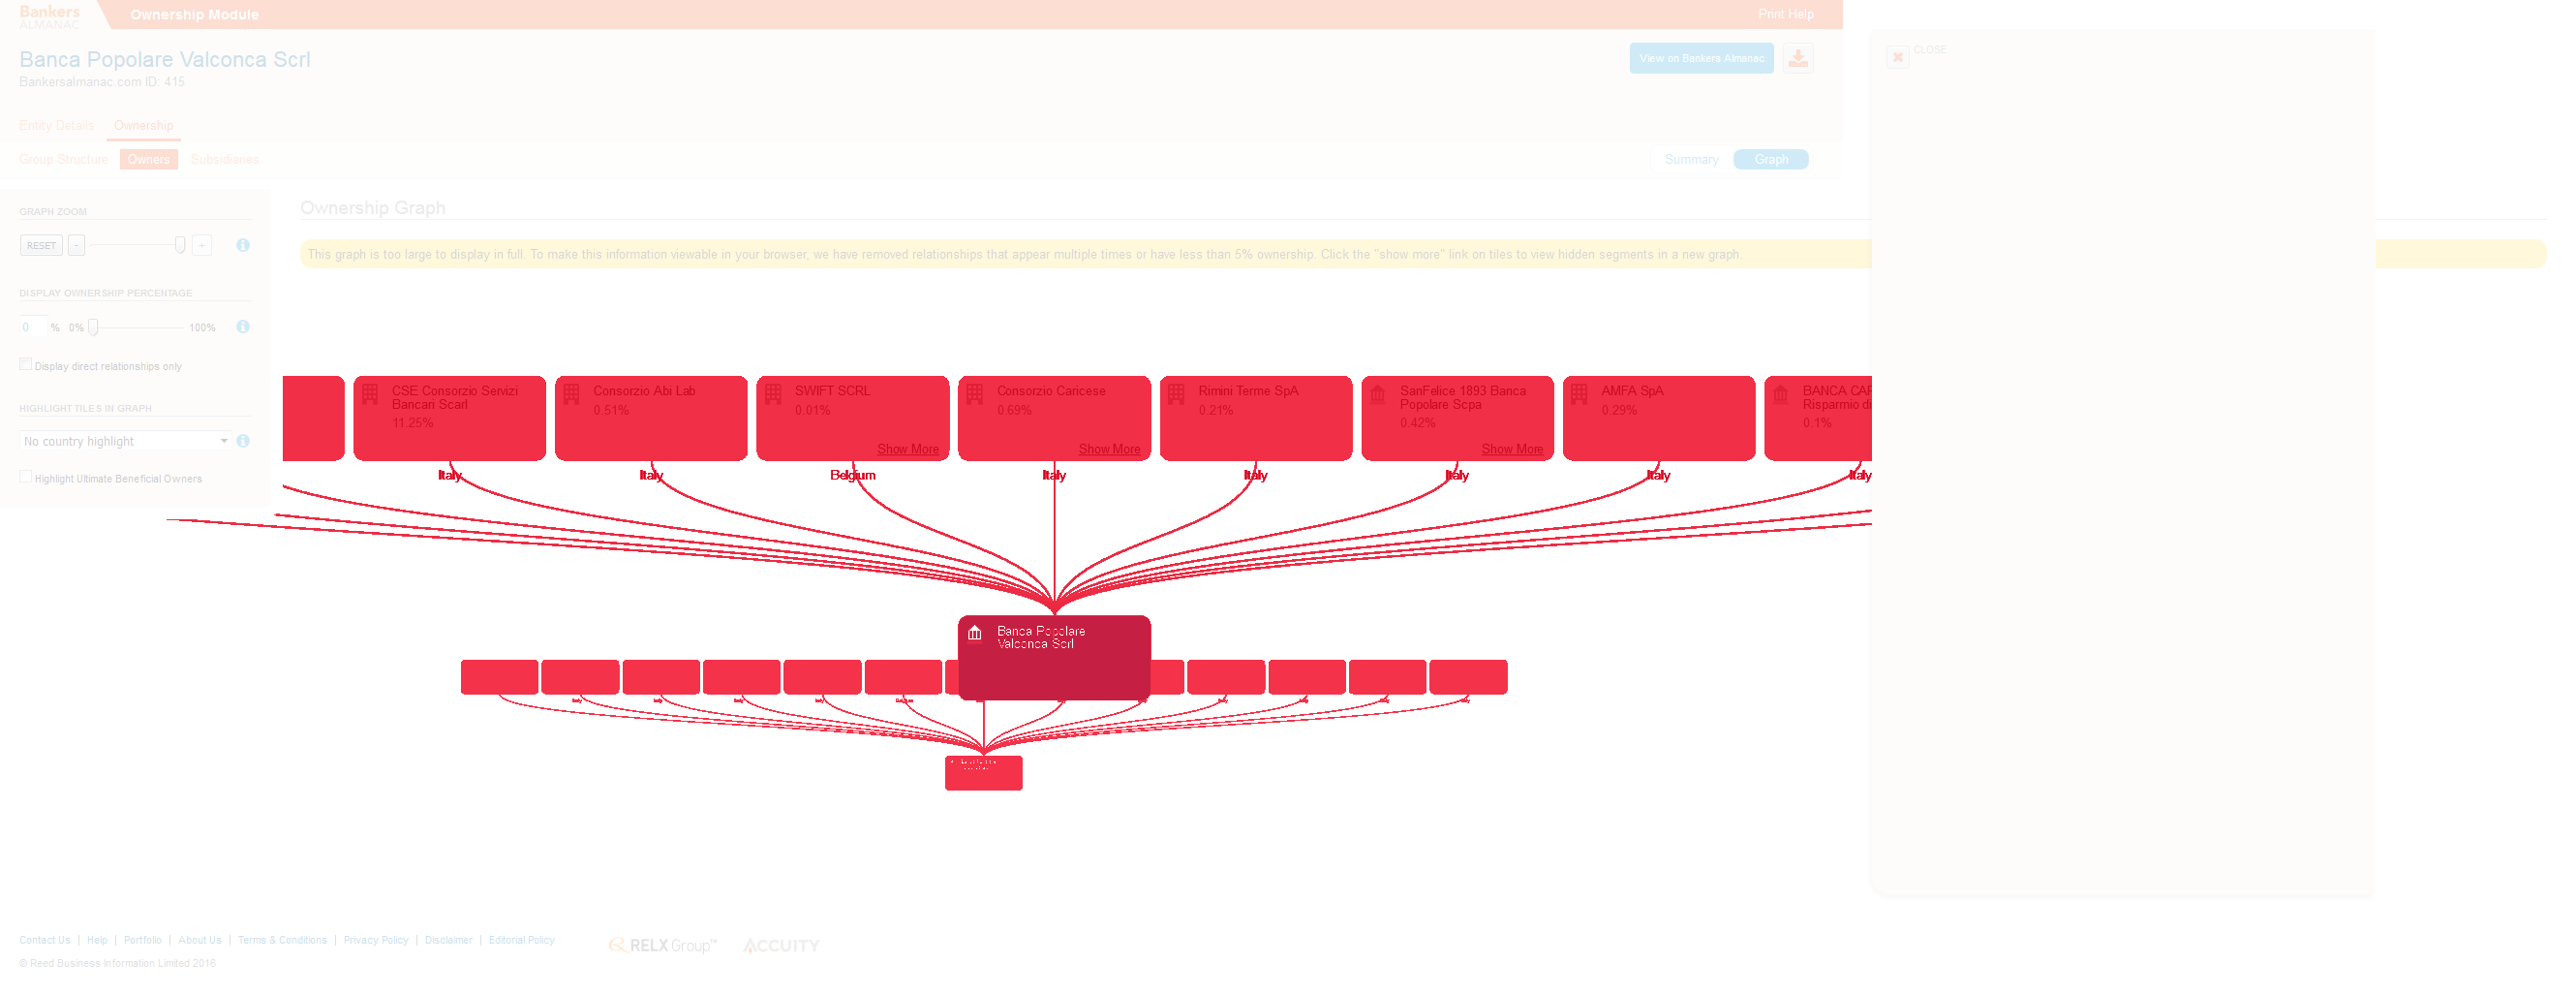 Bankers
ALMANAC
Ownership Module
Print Help
Banca Popolare Valconca Scrl
Bankersalmanac.com ID: 415
View on Bankers Almanac
CLOSE
Entity Details Ownership
Group Structure Owners Subsidiaries
Summary Graph
GRAPH ZOOM
RESET - +
Ownership Graph
This graph is too large to display in full. To make this information viewable in your browser, we have removed relationships that appear multiple times or have less than 5% ownership. Click the "show more" link on tiles to view hidden segments in a new graph.
DISPLAY OWNERSHIP PERCENTAGE
0 % 0% 100%
Display direct relationships only
HIGHLIGHT TILES IN GRAPH
No country highlight
Highlight Ultimate Beneficial Owners
CSE Consorzio Servizi
Bancari Scarl
11.25%
Italy
Consorzio Abi Lab
0.51%
Italy
SWIFT SCRL
0.01%
Show More
Belgium
Consorzio Caricese
0.69%
Show More
Italy
Rimini Terme SpA
0.21%
Italy
SanFelice 1893 Banca
Popolare Scpa
0.42%
Show More
Italy
AMFA SpA
0.29%
Italy
BANCA CAR
Risparmio di
0.1%
Italy
Banca Popolare
Valconca Scrl
Contact Us | Help | Portfolio | About Us | Terms & Conditions | Privacy Policy | Disclaimer | Editorial Policy
RELX Group™
ACCUITY
© Reed Business Information Limited 2016